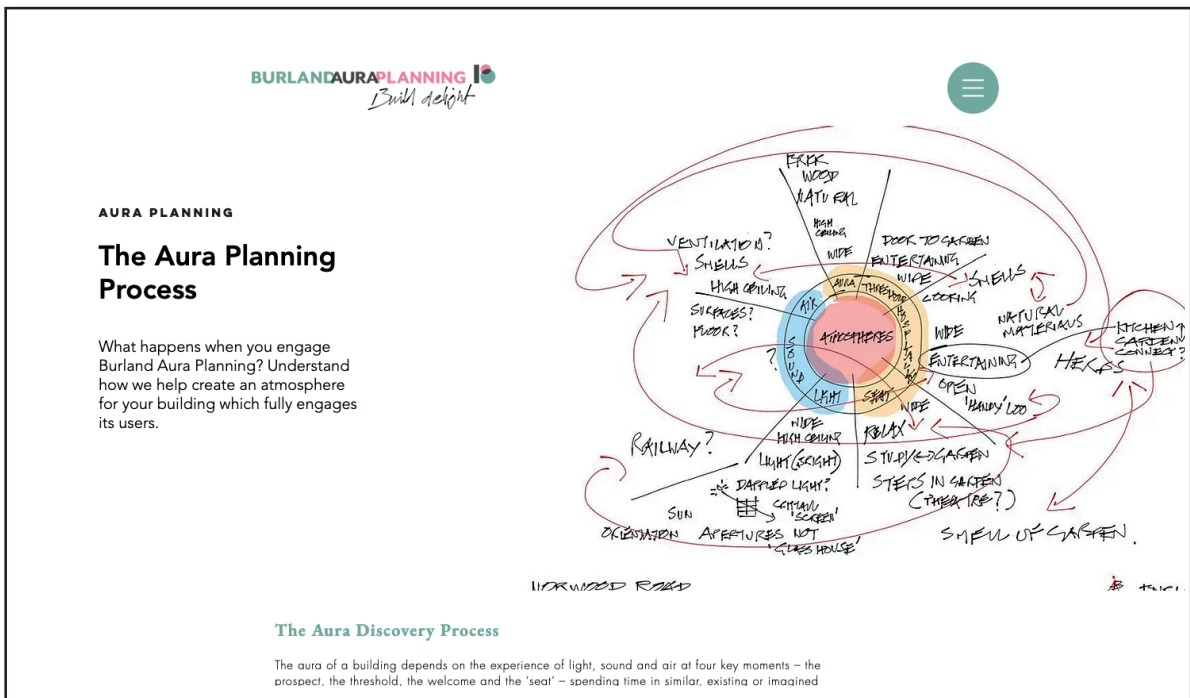 BURLANDAURAPLANNING
Build delight
AURA PLANNING
The Aura Planning
Process
What happens when you engage
Burland Aura Planning? Understand
how we help create an atmosphere
for your building which fully engages
its users.
WOOD
NATURAL
HIGH
CEILING
WIDE
VENTILATION?
SMELLS
HIGH CEILING
SURFACES?
FLOOR?
DOOR TO GARDEN
ENTERTAINING
WIDE
COOKING
SMELLS
NATURAL
MATERIALS
KITCHEN
GARDEN
CONNECT?
HERBS
WIDE
ENTERTAINING
OPEN
'HANDY' LOO
WIDE
AURA
THRESHOLD
AIR
SOUND
LIGHT
SEAT
ATMOSPHERES
?
RELAX
STUDY↔GARDEN
STEPS IN GARDEN
(THEATRE?)
SMELL OF GARDEN.
RAILWAY?
WIDE
HIGH CEILING
LIGHT (BRIGHT)
DAPPLED LIGHT?
'SCREEN'
SUN
ORIENTATION
APERTURES NOT
'GLASS HOUSE'
NORWOOD ROAD
The Aura Discovery Process
The aura of a building depends on the experience of light, sound and air at four key moments – the
prospect, the threshold, the welcome and the 'seat' – spending time in similar, existing or imagined